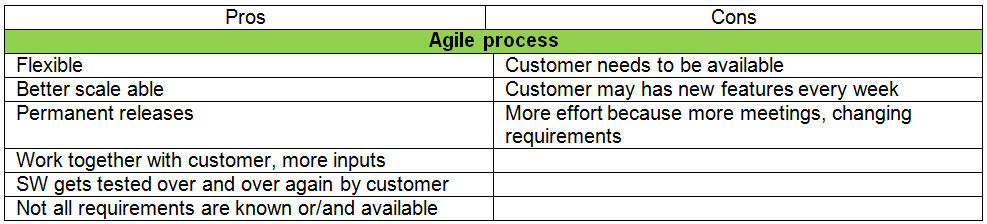 Pros Cons
Agile process
Flexible Customer needs to be available
Better scale able Customer may has new features every week
Permanent releases More effort because more meetings, changing
requirements
Work together with customer, more inputs
SW gets tested over and over again by customer
Not all requirements are known or/and available